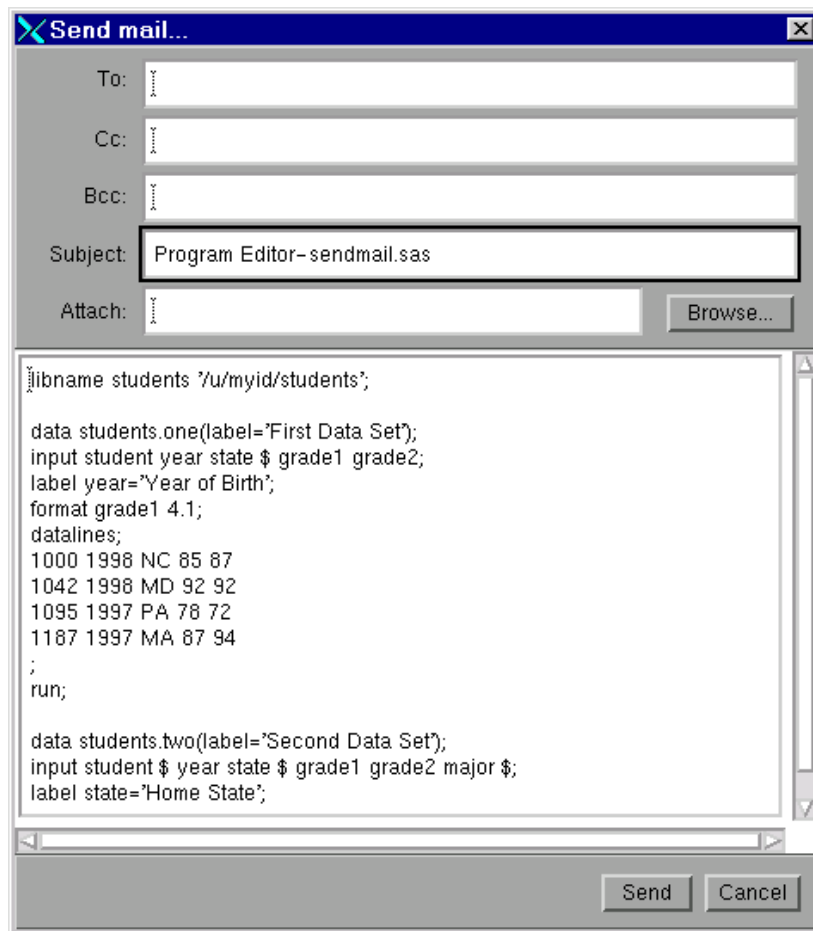 Send mail...
To:
Cc:
Bcc:
Subject: Program Editor-sendmail.sas
Attach: Browse...
libname students '/u/myid/students';
data students.one(label='First Data Set');
input student year state $ grade1 grade2;
label year='Year of Birth';
format grade1 4.1;
datalines;
1000 1998 NC 85 87
1042 1998 MD 92 92
1095 1997 PA 78 72
1187 1997 MA 87 94
;
run;
data students.two(label='Second Data Set');
input student $ year state $ grade1 grade2 major $;
label state='Home State';
Send Cancel